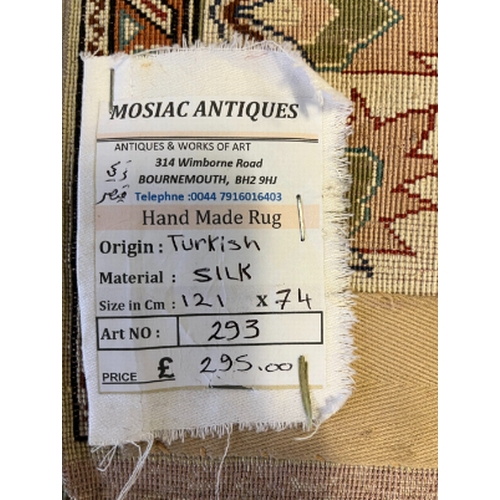 MOSIAC ANTIQUES
ANTIQUES & WORKS OF ART
314 Wimborne Road
BOURNEMOUTH, BH2 9HJ
Telephne :0044 7916016403
Hand Made Rug
Origin : Turkish
Material : SILK
Size in Cm : 121 x 74
Art NO : 293
PRICE £ 295.00